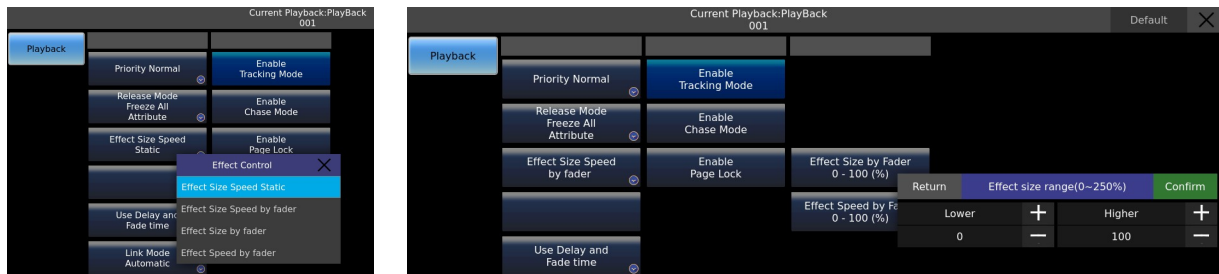 Current Playback:PlayBack
001
Playback
Priority Normal
Enable
Tracking Mode
Release Mode
Freeze All
Attribute
Enable
Chase Mode
Effect Size Speed
Static
Enable
Page Lock
Effect Control
Effect Size Speed Static
Effect Size Speed by fader
Effect Size by fader
Effect Speed by fader
Use Delay and
Fade time
Link Mode
Automatic
Current Playback:PlayBack
001
Default
Playback
Priority Normal
Enable
Tracking Mode
Release Mode
Freeze All
Attribute
Enable
Chase Mode
Effect Size Speed
by fader
Enable
Page Lock
Effect Size by Fader
0 - 100 (%)
Effect Speed by Fa
0 - 100 (%)
Return
Effect size range(0~250%)
Confirm
Lower
+
Higher
+
0
—
100
—
Use Delay and
Fade time